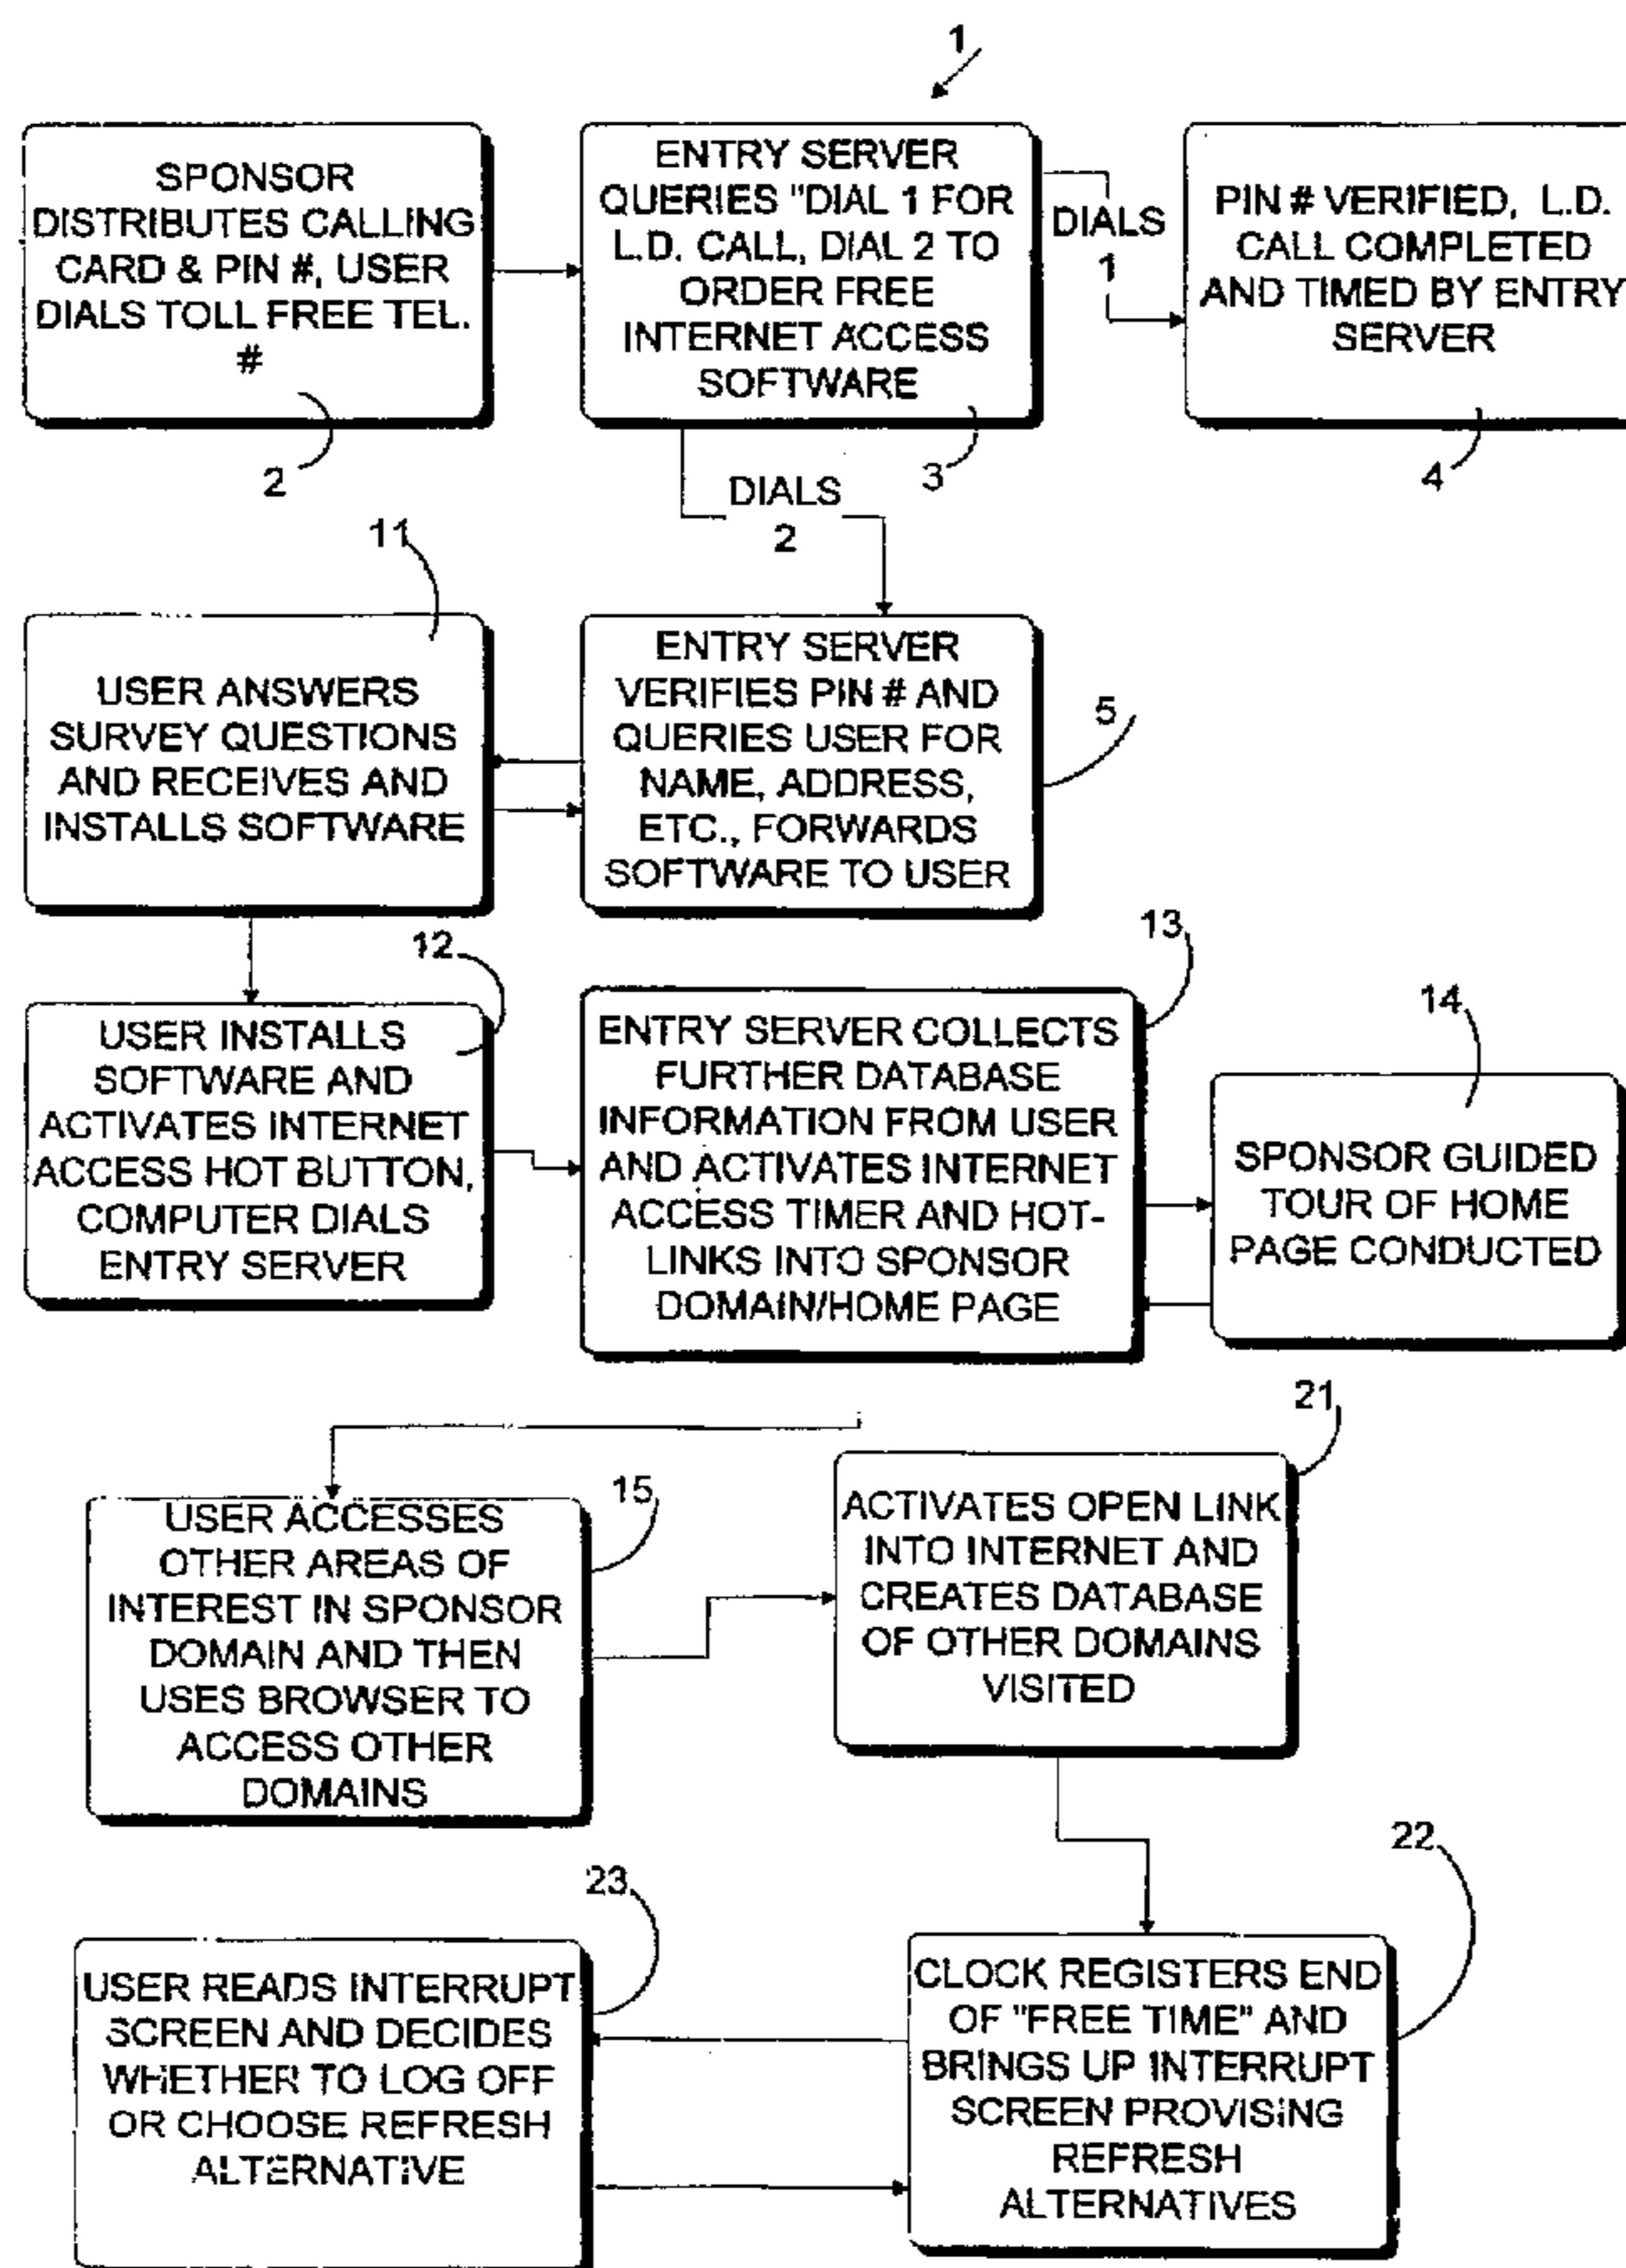 1
SPONSOR
DISTRIBUTES CALLING
CARD & PIN #, USER
DIALS TOLL FREE TEL.
#
2
ENTRY SERVER
QUERIES "DIAL 1 FOR
L.D. CALL, DIAL 2 TO
ORDER FREE
INTERNET ACCESS
SOFTWARE
3
DIALS
1
PIN # VERIFIED, L.D.
CALL COMPLETED
AND TIMED BY ENTRY
SERVER
4
DIALS
2
11
USER ANSWERS
SURVEY QUESTIONS
AND RECEIVES AND
INSTALLS SOFTWARE
ENTRY SERVER
VERIFIES PIN # AND
QUERIES USER FOR
NAME, ADDRESS,
ETC., FORWARDS
SOFTWARE TO USER
5
12
USER INSTALLS
SOFTWARE AND
ACTIVATES INTERNET
ACCESS HOT BUTTON,
COMPUTER DIALS
ENTRY SERVER
13
ENTRY SERVER COLLECTS
FURTHER DATABASE
INFORMATION FROM USER
AND ACTIVATES INTERNET
ACCESS TIMER AND HOT-
LINKS INTO SPONSOR
DOMAIN/HOME PAGE
14
SPONSOR GUIDED
TOUR OF HOME
PAGE CONDUCTED
15
USER ACCESSES
OTHER AREAS OF
INTEREST IN SPONSOR
DOMAIN AND THEN
USES BROWSER TO
ACCESS OTHER
DOMAINS
21
ACTIVATES OPEN LINK
INTO INTERNET AND
CREATES DATABASE
OF OTHER DOMAINS
VISITED
23
USER READS INTERRUPT
SCREEN AND DECIDES
WHETHER TO LOG OFF
OR CHOOSE REFRESH
ALTERNATIVE
22
CLOCK REGISTERS END
OF "FREE TIME" AND
BRINGS UP INTERRUPT
SCREEN PROVISING
REFRESH
ALTERNATIVES